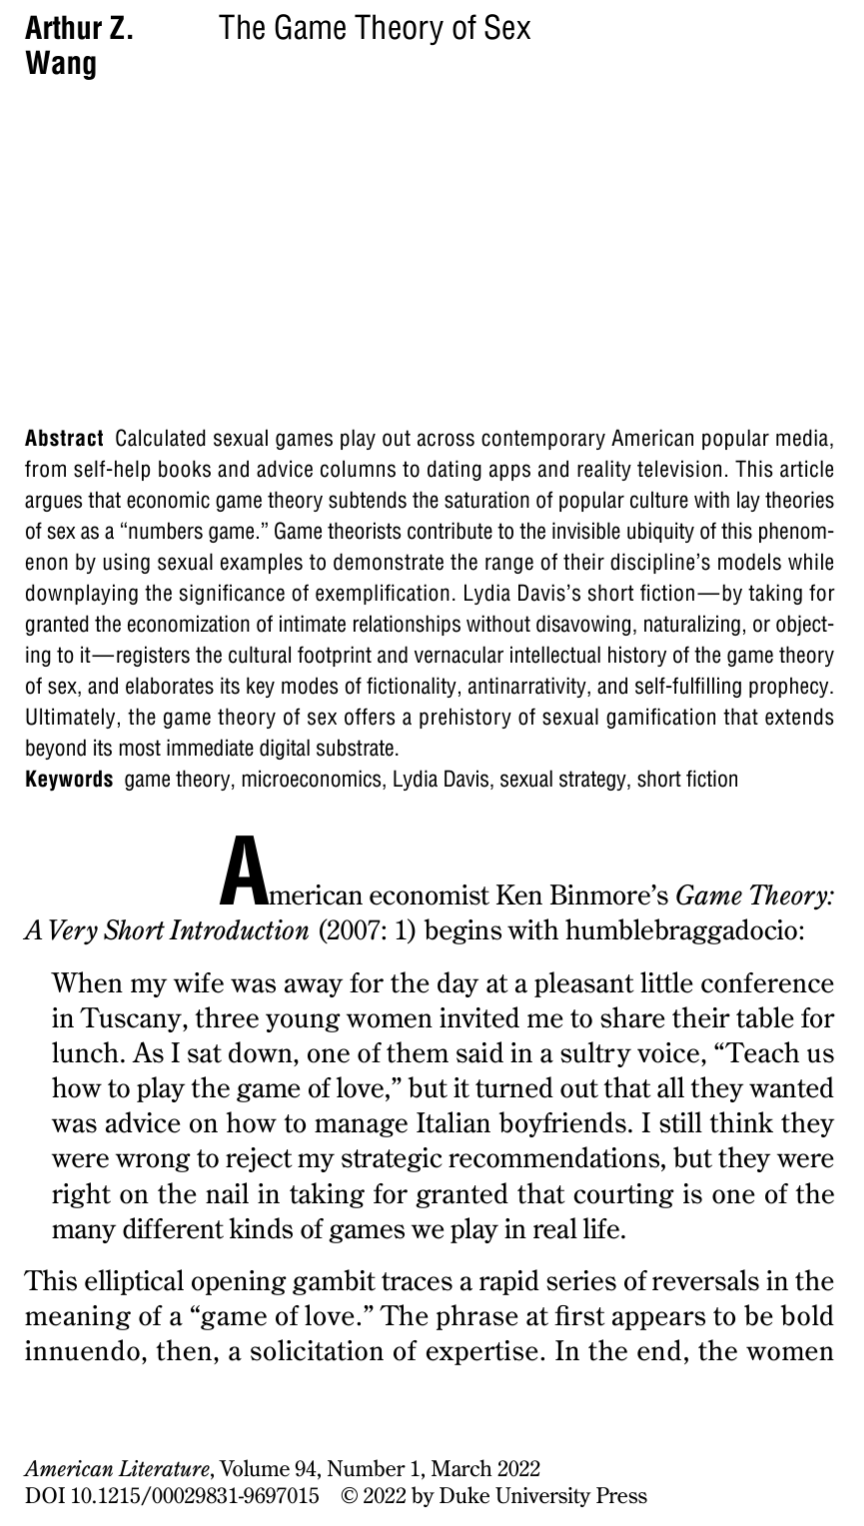 Arthur Z.
Wang
The Game Theory of Sex
Abstract Calculated sexual games play out across contemporary American popular media,
from self-help books and advice columns to dating apps and reality television. This article
argues that economic game theory subtends the saturation of popular culture with lay theories
of sex as a “numbers game.” Game theorists contribute to the invisible ubiquity of this phenom-
enon by using sexual examples to demonstrate the range of their discipline’s models while
downplaying the significance of exemplification. Lydia Davis’s short fiction—by taking for
granted the economization of intimate relationships without disavowing, naturalizing, or object-
ing to it—registers the cultural footprint and vernacular intellectual history of the game theory
of sex, and elaborates its key modes of fictionality, antinarrativity, and self-fulfilling prophecy.
Ultimately, the game theory of sex offers a prehistory of sexual gamification that extends
beyond its most immediate digital substrate.
Keywords game theory, microeconomics, Lydia Davis, sexual strategy, short fiction
American economist Ken Binmore’s Game Theory:
A Very Short Introduction (2007: 1) begins with humblebraggadocio:
When my wife was away for the day at a pleasant little conference
in Tuscany, three young women invited me to share their table for
lunch. As I sat down, one of them said in a sultry voice, “Teach us
how to play the game of love,” but it turned out that all they wanted
was advice on how to manage Italian boyfriends. I still think they
were wrong to reject my strategic recommendations, but they were
right on the nail in taking for granted that courting is one of the
many different kinds of games we play in real life.
This elliptical opening gambit traces a rapid series of reversals in the
meaning of a “game of love.” The phrase at first appears to be bold
innuendo, then, a solicitation of expertise. In the end, the women
American Literature, Volume 94, Number 1, March 2022
DOI 10.1215/00029831-9697015 © 2022 by Duke University Press